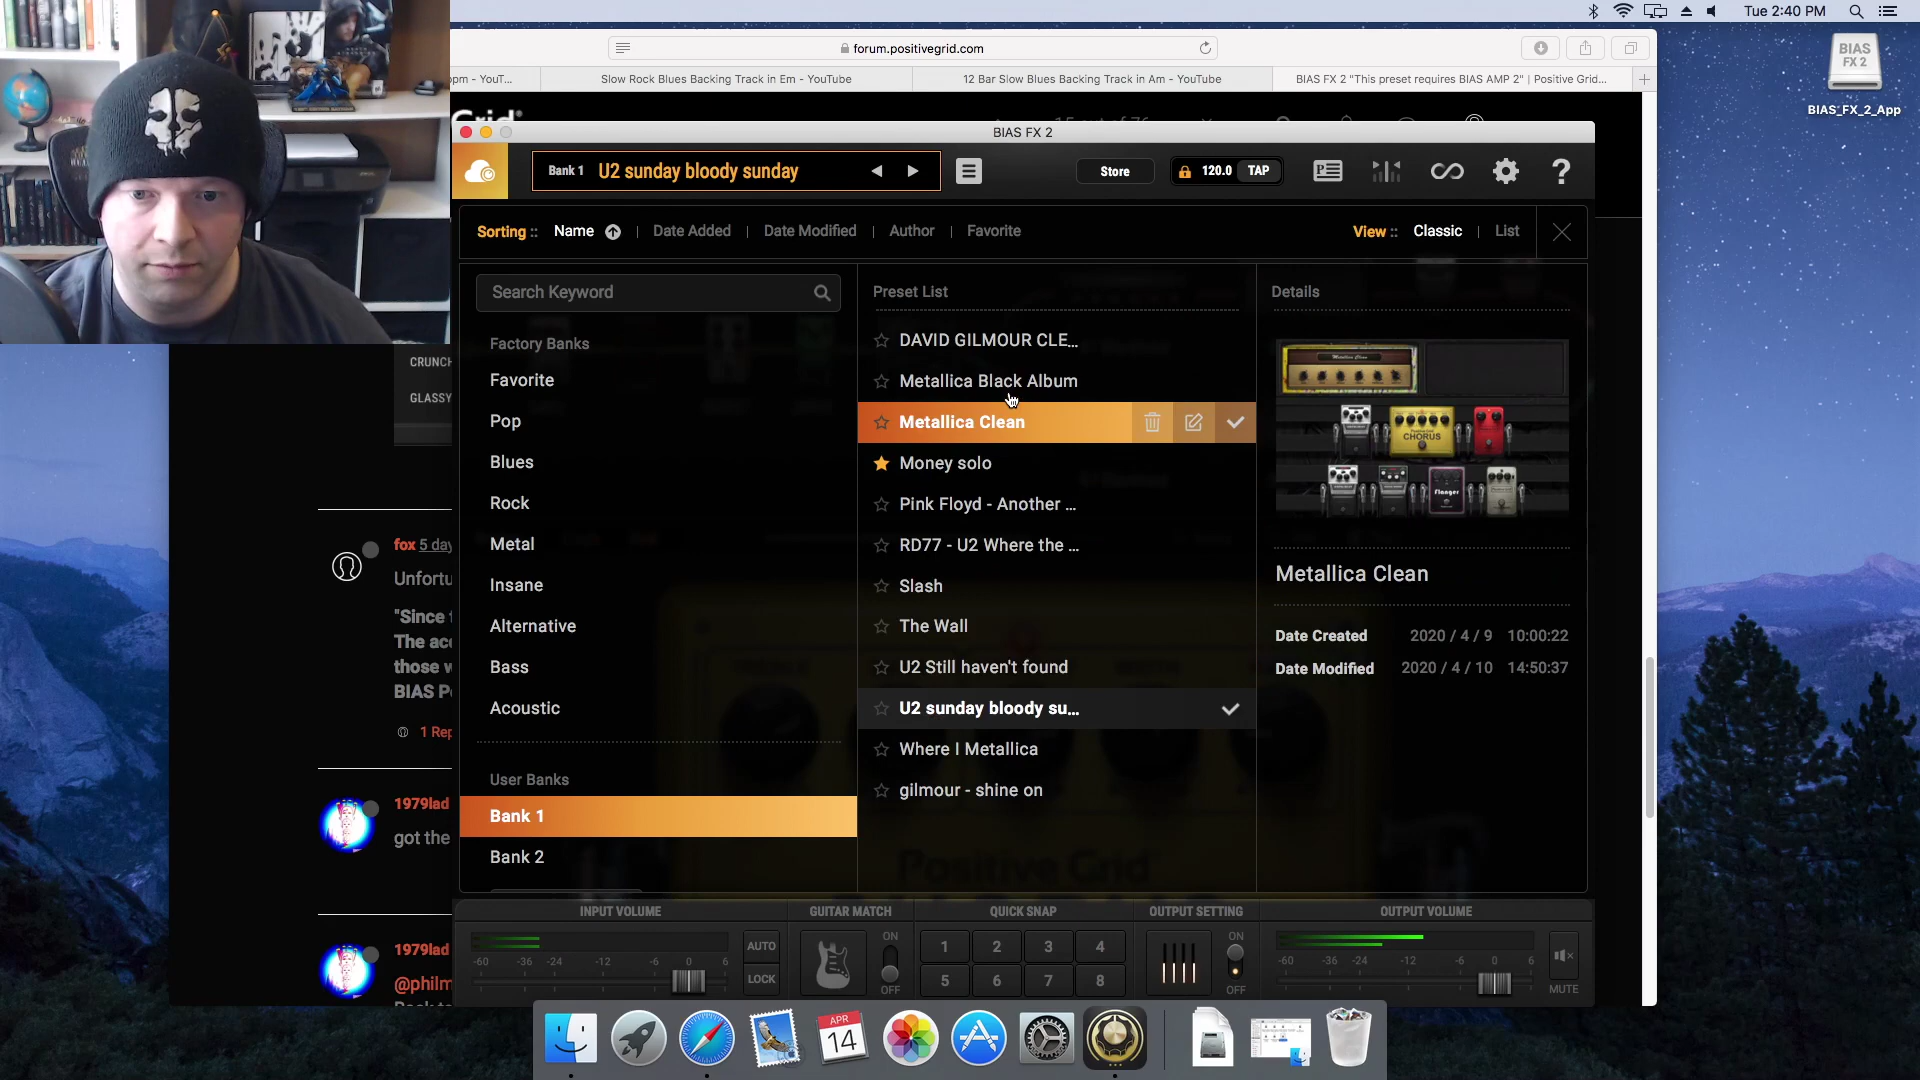 Tue 2:40 PM
forum.positivegrid.com
ppm - YouT...
Slow Rock Blues Backing Track in Em - YouTube
12 Bar Slow Blues Backing Track in Am - YouTube
BIAS FX 2 "This preset requires BIAS AMP 2" | Positive Grid...
BIAS
FX 2
BIAS_FX_2_App
BIAS FX 2
Bank 1 U2 sunday bloody sunday
Store
120.0 TAP
Sorting :: Name | Date Added | Date Modified | Author | Favorite
View :: Classic | List
Search Keyword
Factory Banks
Favorite
Pop
Blues
Rock
Metal
Insane
Alternative
Bass
Acoustic
User Banks
Bank 1
Bank 2
Preset List
DAVID GILMOUR CLE...
Metallica Black Album
Metallica Clean
Money solo
Pink Floyd - Another ...
RD77 - U2 Where the ...
Slash
The Wall
U2 Still haven't found
U2 sunday bloody su...
Where I Metallica
gilmour - shine on
Details
Metallica Clean
CHORUS
Flanger
Metallica Clean
Date Created 2020 / 4 / 9 10:00:22
Date Modified 2020 / 4 / 10 14:50:37
Positive Grid
CRUNCH
GLASSY
fox 5 day
Unfortu
"Since t
The acc
those w
BIAS P
1 Rep
1979lad
got the
1979lad
@philm
INPUT VOLUME
-60 -36 -24 -12 -6 0 6
AUTO
LOCK
GUITAR MATCH
ON
OFF
QUICK SNAP
1 2 3 4
5 6 7 8
OUTPUT SETTING
ON
OFF
OUTPUT VOLUME
-60 -36 -24 -12 -6 0 6
MUTE
APR
14